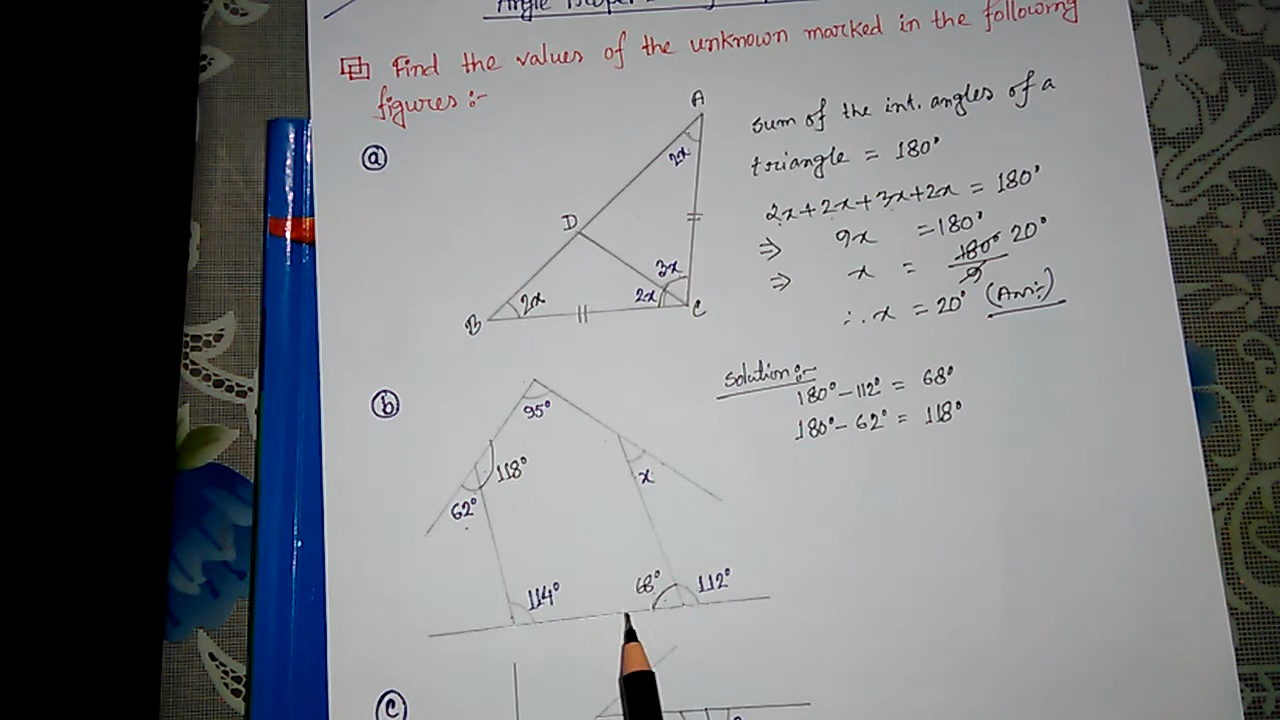 Angle
Find the values of the unknown marked in the following
figures :-
a
A
2x
D
3x
B
2x
2x
C
Sum of the int. angles of a
triangle = 180°
2x+2x+3x+2x = 180°
⇒ 9x = 180°
⇒ x = 180°/9 20°
∴ x = 20° (Ans:-)
b
95°
118°
62°
x
114°
68°
112°
Solution:-
180° - 112° = 68°
180° - 62° = 118°
c